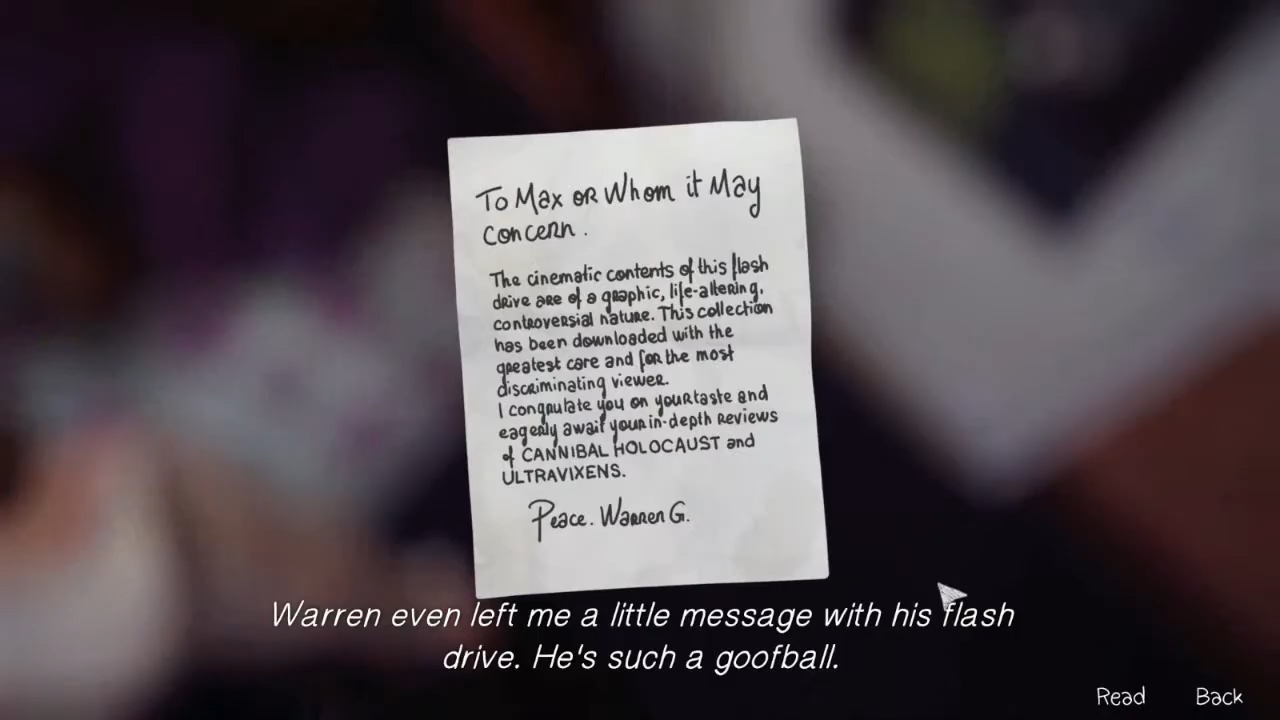 To Max or Whom it May
Concern.
The cinematic contents of this flash
drive are of a graphic, life-altering,
controversial nature. This collection
has been downloaded with the
greatest care and for the most
discriminating viewer.
I congrulate you on your taste and
eagerly await your in-depth reviews
of CANNIBAL HOLOCAUST and
ULTRAVIXENS.
Peace. Warren G.
Warren even left me a little message with his flash
drive. He's such a goofball.
Read Back